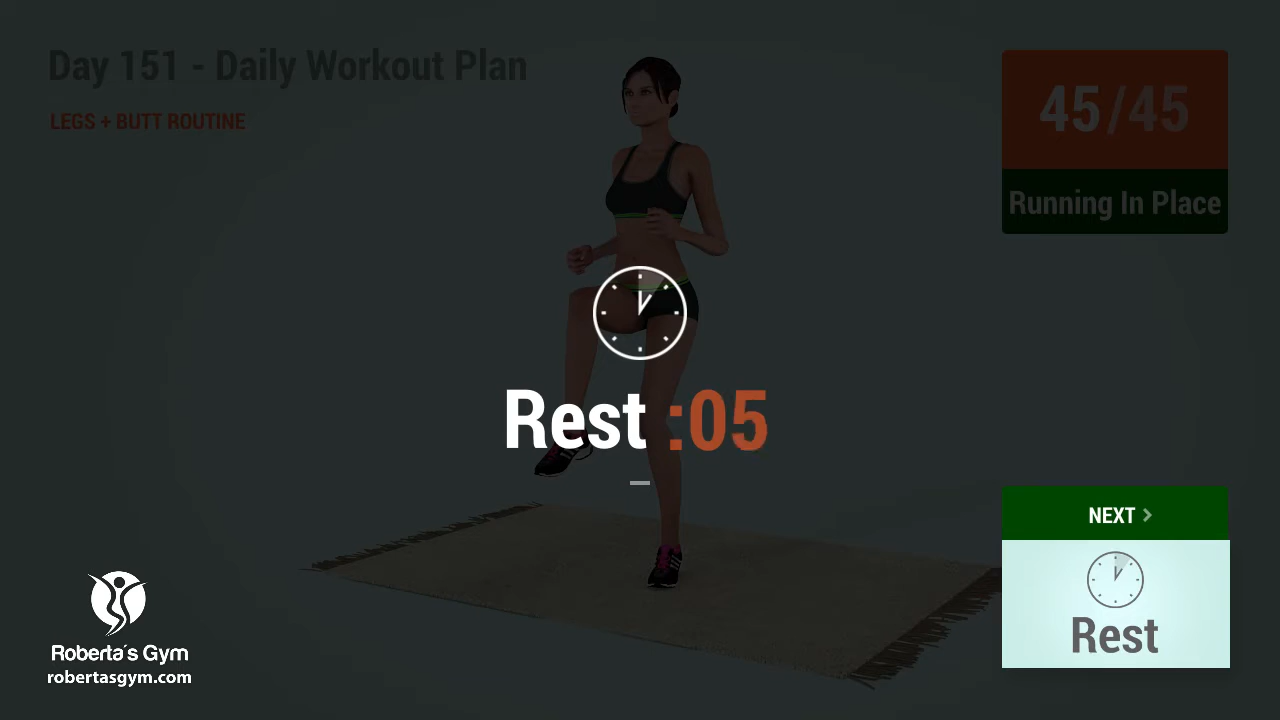 Day 151 - Daily Workout Plan
LEGS + BUTT ROUTINE
45/45
Running In Place
Rest :05
NEXT >
Rest
Roberta´s Gym
robertasgym.com